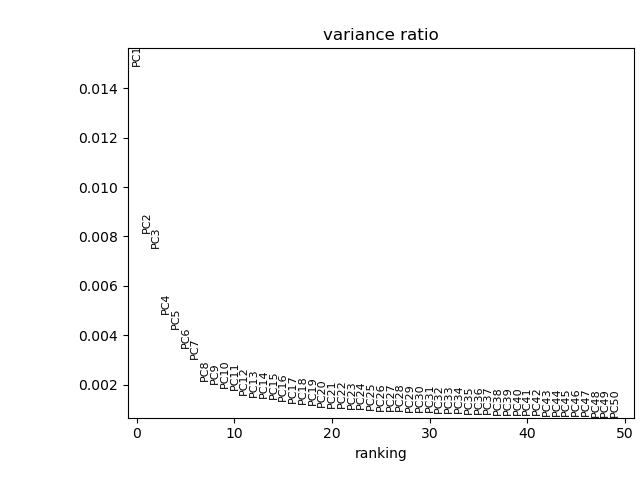 variance ratio
0.014
0.012
0.010
0.008
0.006
0.004
0.002
PC1
PC2
PC3
PC4
PC5
PC6
PC7
PC8
PC9
PC10
PC11
PC12
PC13
PC14
PC15
PC16
PC17
PC18
PC19
PC20
PC21
PC22
PC23
PC24
PC25
PC26
PC27
PC28
PC29
PC30
PC31
PC32
PC33
PC34
PC35
PC36
PC37
PC38
PC39
PC40
PC41
PC42
PC43
PC44
PC45
PC46
PC47
PC48
PC49
PC50
0 10 20 30 40 50
ranking